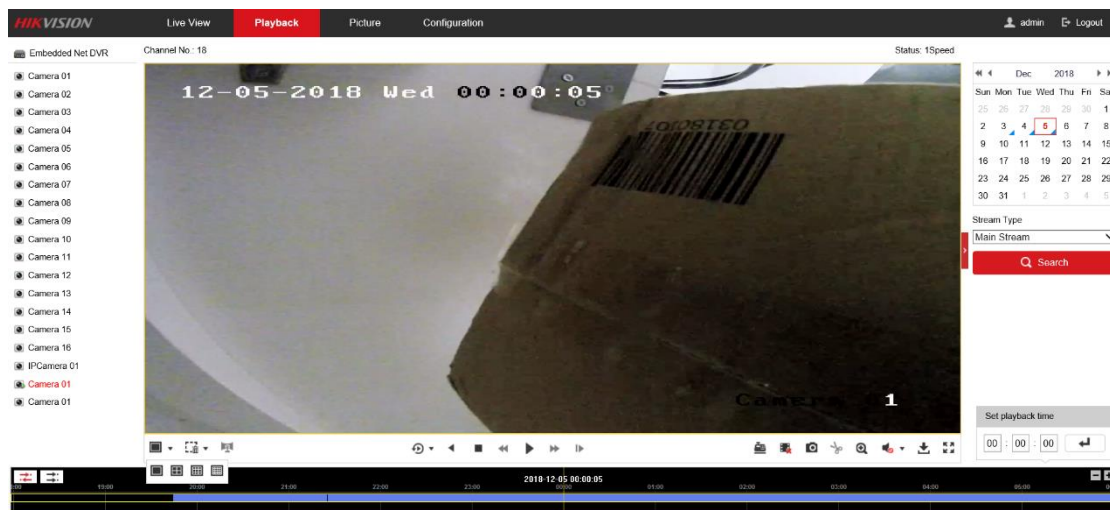 HIKVISION Live View Playback Picture Configuration admin Logout
Embedded Net DVR
Channel No.: 18
Status: 1Speed
Camera 01
Camera 02
Camera 03
Camera 04
Camera 05
Camera 06
Camera 07
Camera 08
Camera 09
Camera 10
Camera 11
Camera 12
Camera 13
Camera 14
Camera 15
Camera 16
IPCamera 01
Camera 01
Camera 01
12-05-2018 Wed 00:00:05
Camera 1
Dec 2018
Sun Mon Tue Wed Thu Fri Sa
25 26 27 28 29 30 1
2 3 4 5 6 7 8
9 10 11 12 13 14 15
16 17 18 19 20 21 22
23 24 25 26 27 28 29
30 31 1 2 3 4 5
Stream Type
Main Stream
Search
Set playback time
00 : 00 : 00
2018-12-05 00:00:05
19:00 20:00 21:00 22:00 23:00 00:00 01:00 02:00 03:00 04:00 05:00